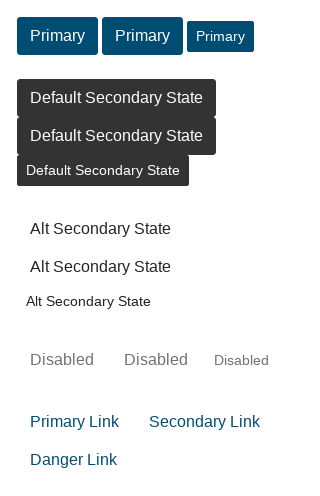 Primary Primary Primary
Default Secondary State
Default Secondary State
Default Secondary State
Alt Secondary State
Alt Secondary State
Alt Secondary State
Disabled Disabled Disabled
Primary Link Secondary Link
Danger Link